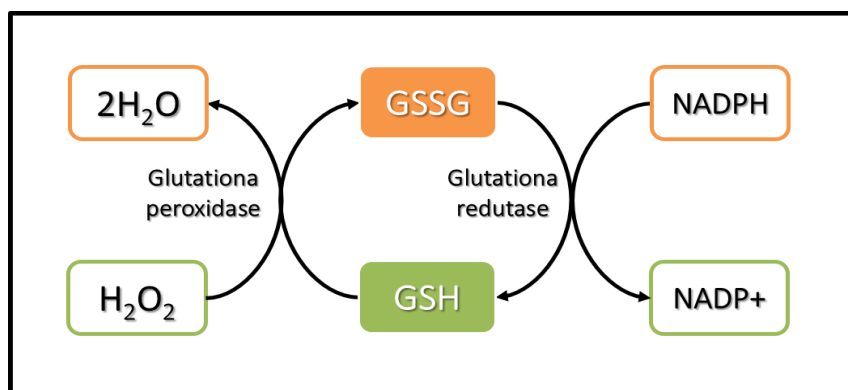 2H₂O
GSSG
NADPH
Glutationa
peroxidase
Glutationa
redutase
H₂O₂
GSH
NADP+